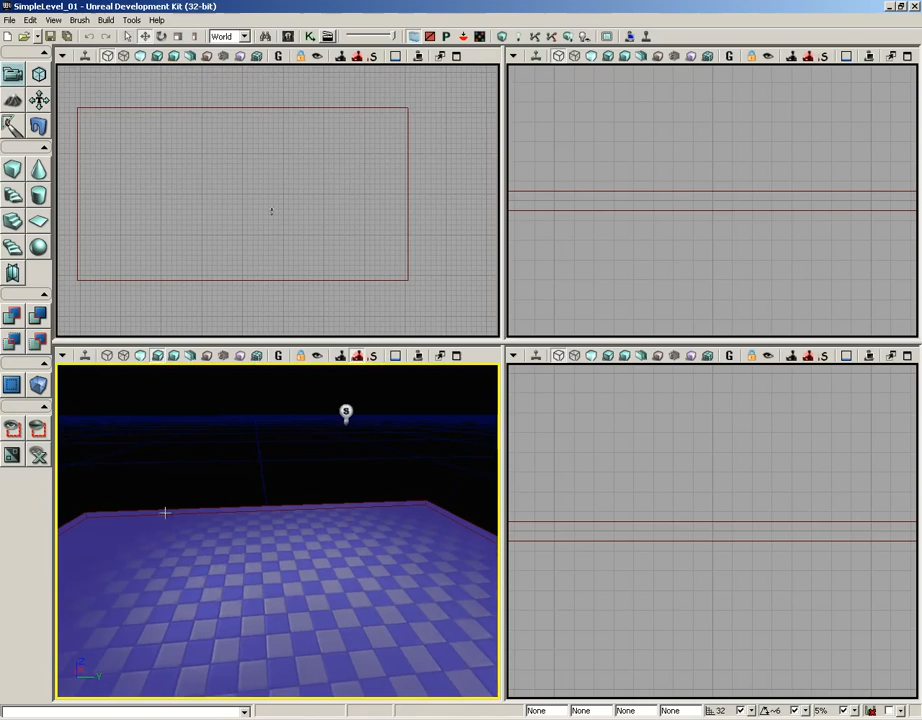 SimpleLevel_01 - Unreal Development Kit (32-bit)
File Edit View Brush Build Tools Help
World K P
G S
G S
S
G S
G S
Z
Y
None None None None 32 ~6 5%